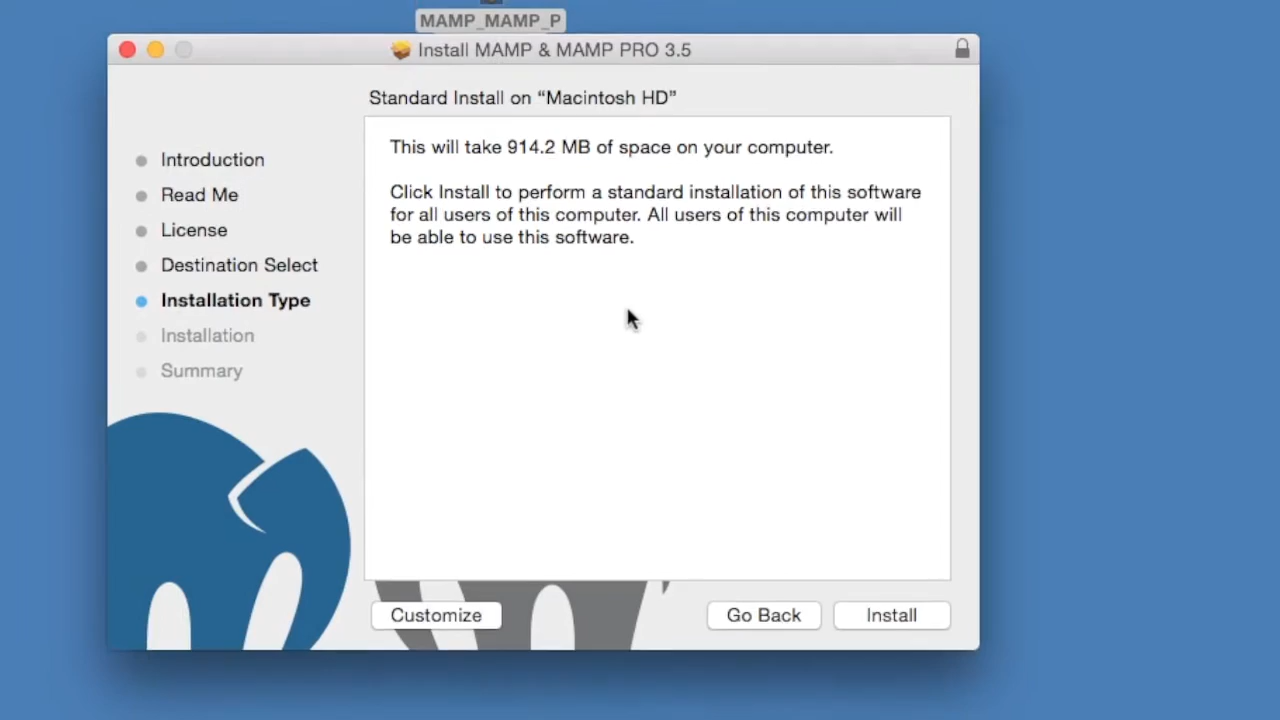 MAMP_MAMP_P
Install MAMP & MAMP PRO 3.5
Standard Install on “Macintosh HD”
Introduction
Read Me
License
Destination Select
Installation Type
Installation
Summary
This will take 914.2 MB of space on your computer.
Click Install to perform a standard installation of this software
for all users of this computer. All users of this computer will
be able to use this software.
Customize
Go Back
Install